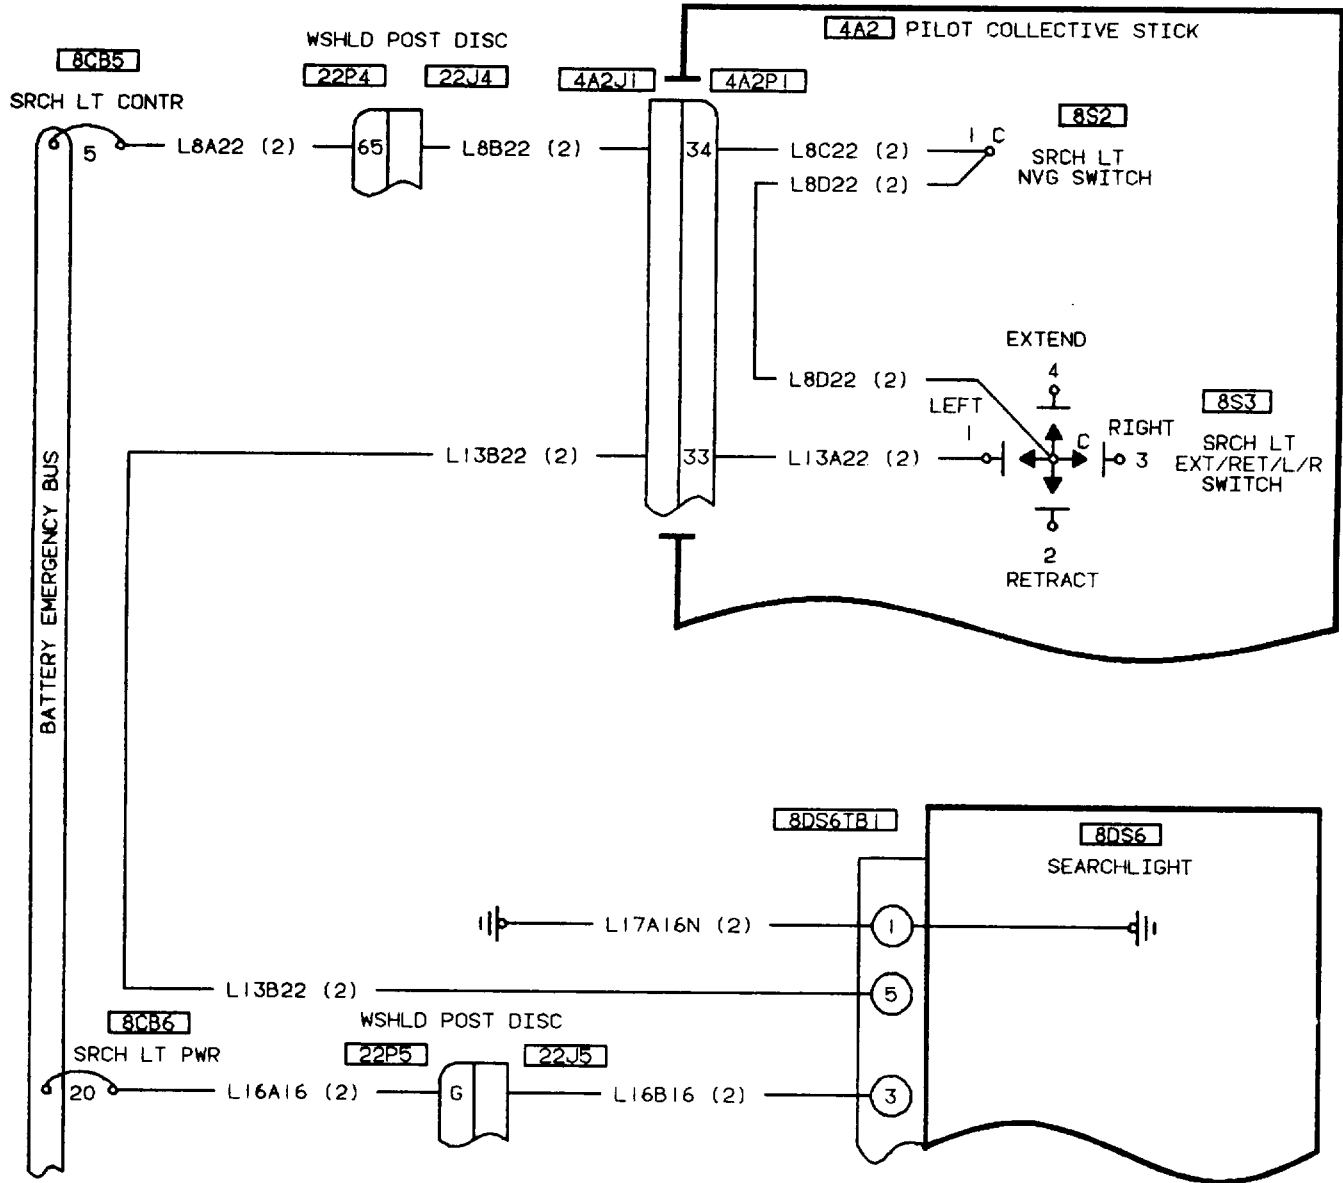 4A2 PILOT COLLECTIVE STICK
WSHLD POST DISC
8CB5
22P4 22J4 4A2J1 4A2P1
SRCH LT CONTR
5 L8A22 (2) 65 L8B22 (2) 34 L8C22 (2) 1 C
8S2
SRCH LT
NVG SWITCH
L8D22 (2)
EXTEND
4
L8D22 (2)
LEFT
1
8S3
C RIGHT
3
SRCH LT
EXT/RET/L/R
SWITCH
L13B22 (2) 33 L13A22 (2)
2
RETRACT
BATTERY EMERGENCY BUS
8DS6TB1
8DS6
SEARCHLIGHT
L17A16N (2) 1
L13B22 (2) 5
8CB6
WSHLD POST DISC
SRCH LT PWR
22P5 22J5
20 L16A16 (2) G L16B16 (2) 3